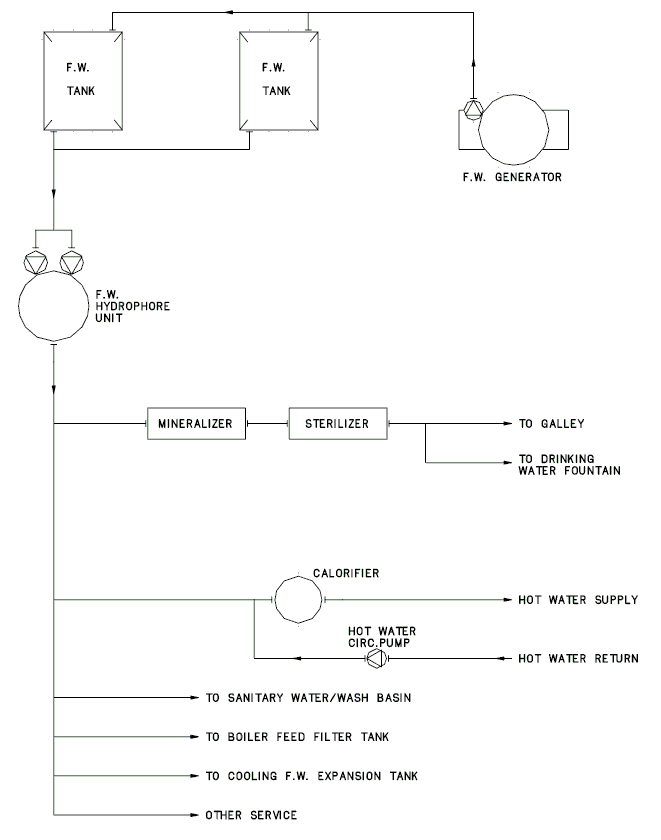 F.W.
TANK
F.W.
TANK
F.W. GENERATOR
F.W.
HYDROPHORE
UNIT
MINERALIZER
STERILIZER
TO GALLEY
TO DRINKING
WATER FOUNTAIN
CALORIFIER
HOT WATER SUPPLY
HOT WATER
CIRC.PUMP
HOT WATER RETURN
TO SANITARY WATER/WASH BASIN
TO BOILER FEED FILTER TANK
TO COOLING F.W. EXPANSION TANK
OTHER SERVICE